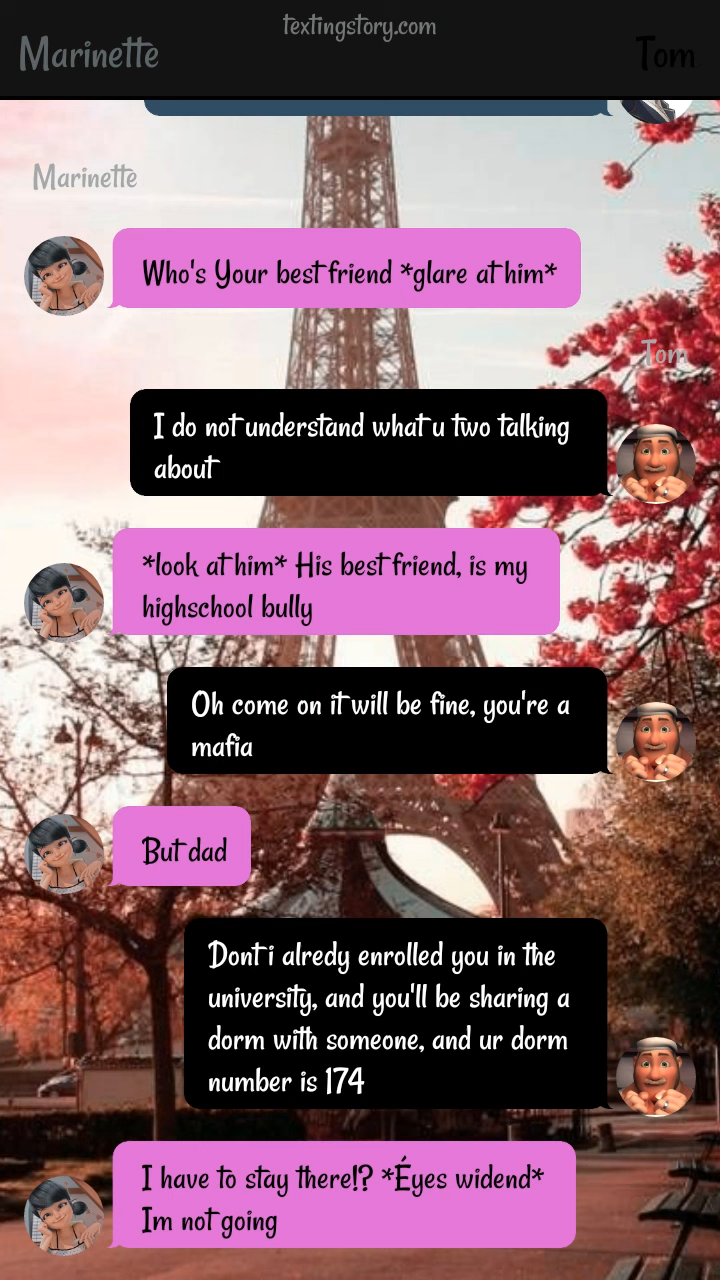 textingstory.com
Marinette
Tom
Marinette
Who's Your best friend *glare at him*
Tom
I do not understand what u two talking
about
*look at him* His best friend, is my
highschool bully
Oh come on it will be fine, you're a
mafia
But dad
Dont i alredy enrolled you in the
university, and you'll be sharing a
dorm with someone, and ur dorm
number is 174
I have to stay there!? *Éyes widend*
Im not going